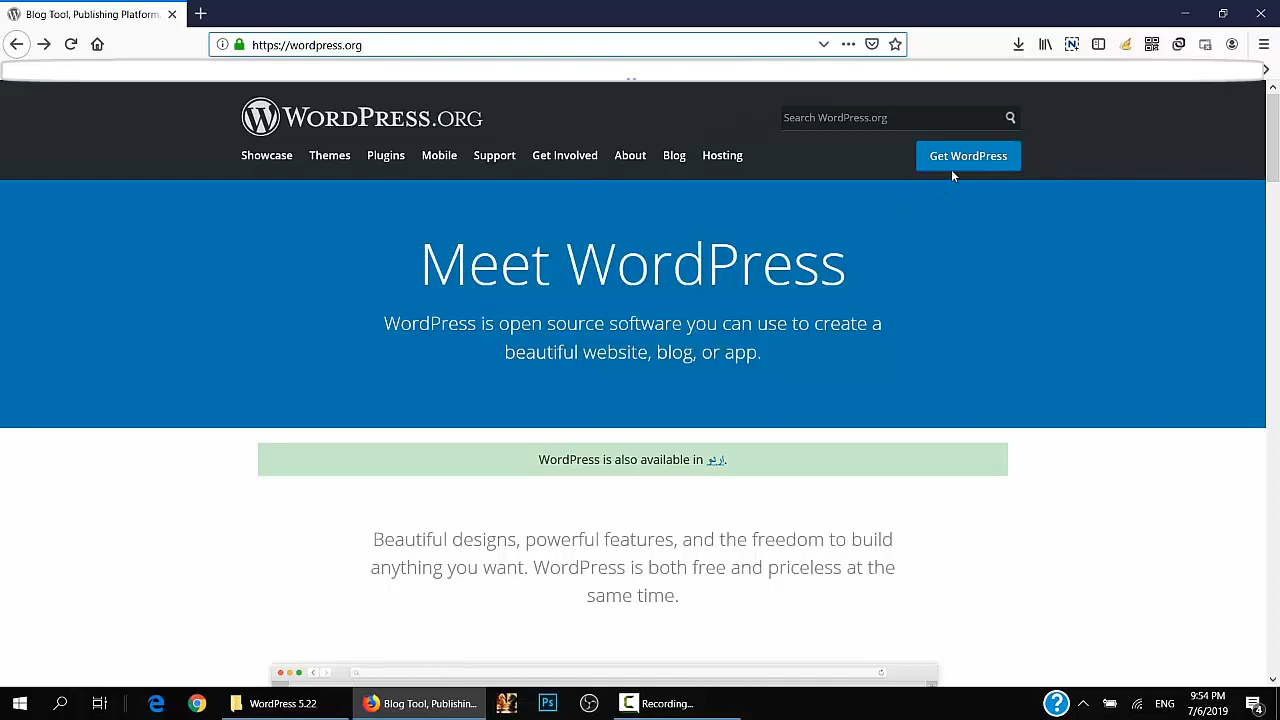 Blog Tool, Publishing Platform,
https://wordpress.org
WORDPRESS.ORG
Search WordPress.org
Showcase Themes Plugins Mobile Support Get Involved About Blog Hosting
Get WordPress
Meet WordPress
WordPress is open source software you can use to create a
beautiful website, blog, or app.
WordPress is also available in اردو.
Beautiful designs, powerful features, and the freedom to build
anything you want. WordPress is both free and priceless at the
same time.
WordPress 5.22
Blog Tool, Publishin...
Ps
Recording...
ENG
9:54 PM
7/6/2019
4